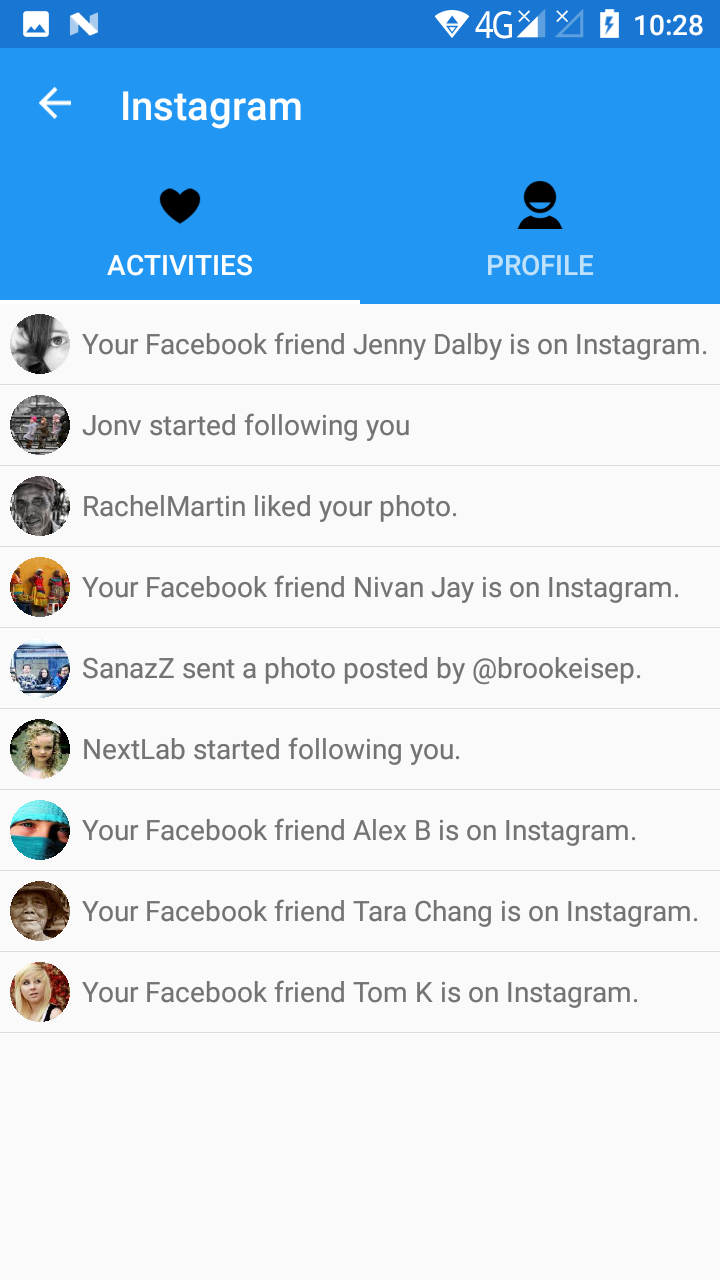 4G 10:28
Instagram
ACTIVITIES PROFILE
Your Facebook friend Jenny Dalby is on Instagram.
Jonv started following you
RachelMartin liked your photo.
Your Facebook friend Nivan Jay is on Instagram.
SanazZ sent a photo posted by @brookeisep.
NextLab started following you.
Your Facebook friend Alex B is on Instagram.
Your Facebook friend Tara Chang is on Instagram.
Your Facebook friend Tom K is on Instagram.